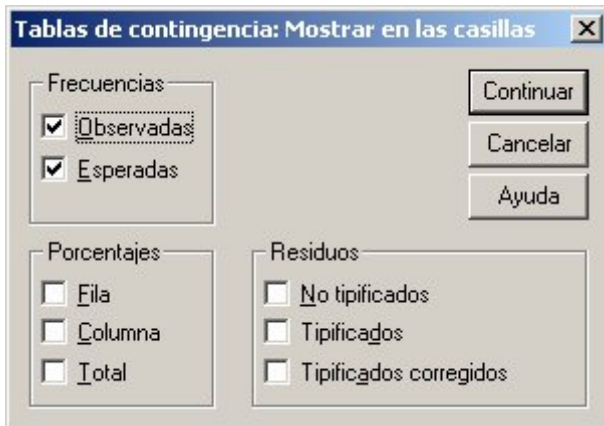 Tablas de contingencia: Mostrar en las casillas
Frecuencias
Observadas
Esperadas
Continuar
Cancelar
Ayuda
Porcentajes
Fila
Columna
Total
Residuos
No tipificados
Tipificados
Tipificados corregidos